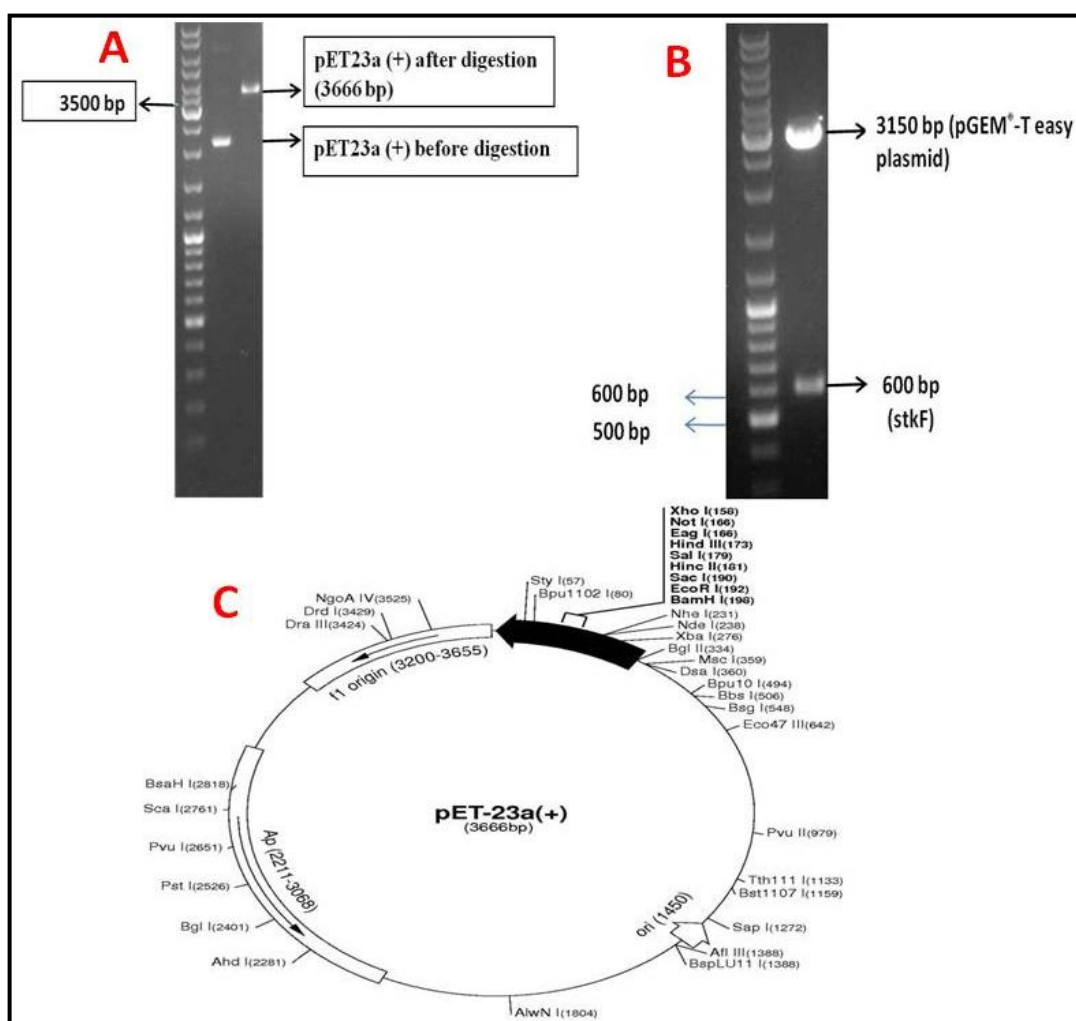 A
3500 bp
pET23a (+) after digestion
(3666 bp)
pET23a (+) before digestion
B
3150 bp (pGEM®-T easy
plasmid)
600 bp
500 bp
600 bp
(stkF)
C
Xho I(158)
Not I(166)
Eag I(166)
Hind III(173)
Sal I(179)
Hinc II(181)
Sac I(190)
EcoR I(192)
BamH I(198)
Sty I(57)
Bpu1102 I(80)
NgoA IV(3525)
Drd I(3429)
Dra III(3424)
Nhe I(231)
Nde I(238)
Xba I(276)
Bgl II(334)
Msc I(359)
Dsa I(360)
Bpu10 I(494)
Bbs I(506)
Bsg I(548)
Eco47 III(642)
f1 origin (3200-3655)
BsaH I(2818)
Sca I(2761)
Pvu I(2651)
Pst I(2526)
Bgl I(2401)
Ahd I(2281)
Ap (2211-3068)
pET-23a(+)
(3666bp)
Pvu II(979)
Tth111 I(1133)
Bst1107 I(1159)
ori (1450)
Sap I(1272)
Afl III(1388)
BspLU11 I(1388)
AlwN I(1804)